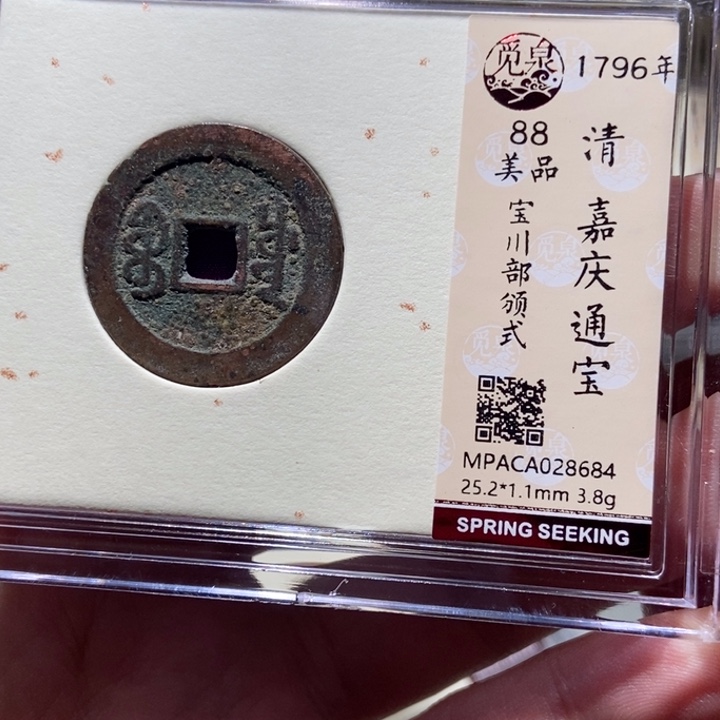 觅泉
1796年
88
美品
清 嘉庆通宝
宝川部颁式
MPACA028684
25.2*1.1mm 3.8g
SPRING SEEKING